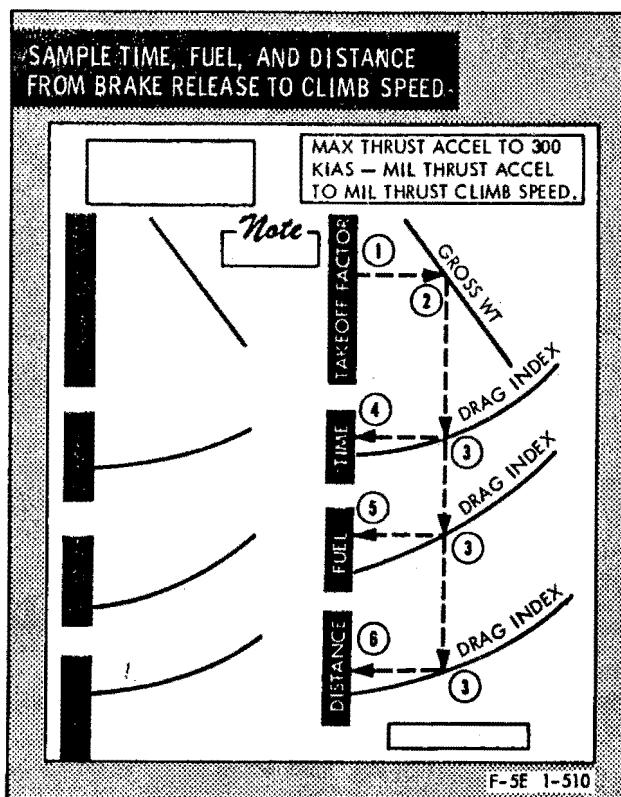 SAMPLE TIME, FUEL, AND DISTANCE
FROM BRAKE RELEASE TO CLIMB SPEED.
MAX THRUST ACCEL TO 300
KIAS — MIL THRUST ACCEL
TO MIL THRUST CLIMB SPEED.
Note
TAKEOFF FACTOR
1
2
GROSS WT
TIME
4
3
DRAG INDEX
FUEL
5
3
DRAG INDEX
DISTANCE
6
3
DRAG INDEX
F-5E 1-510